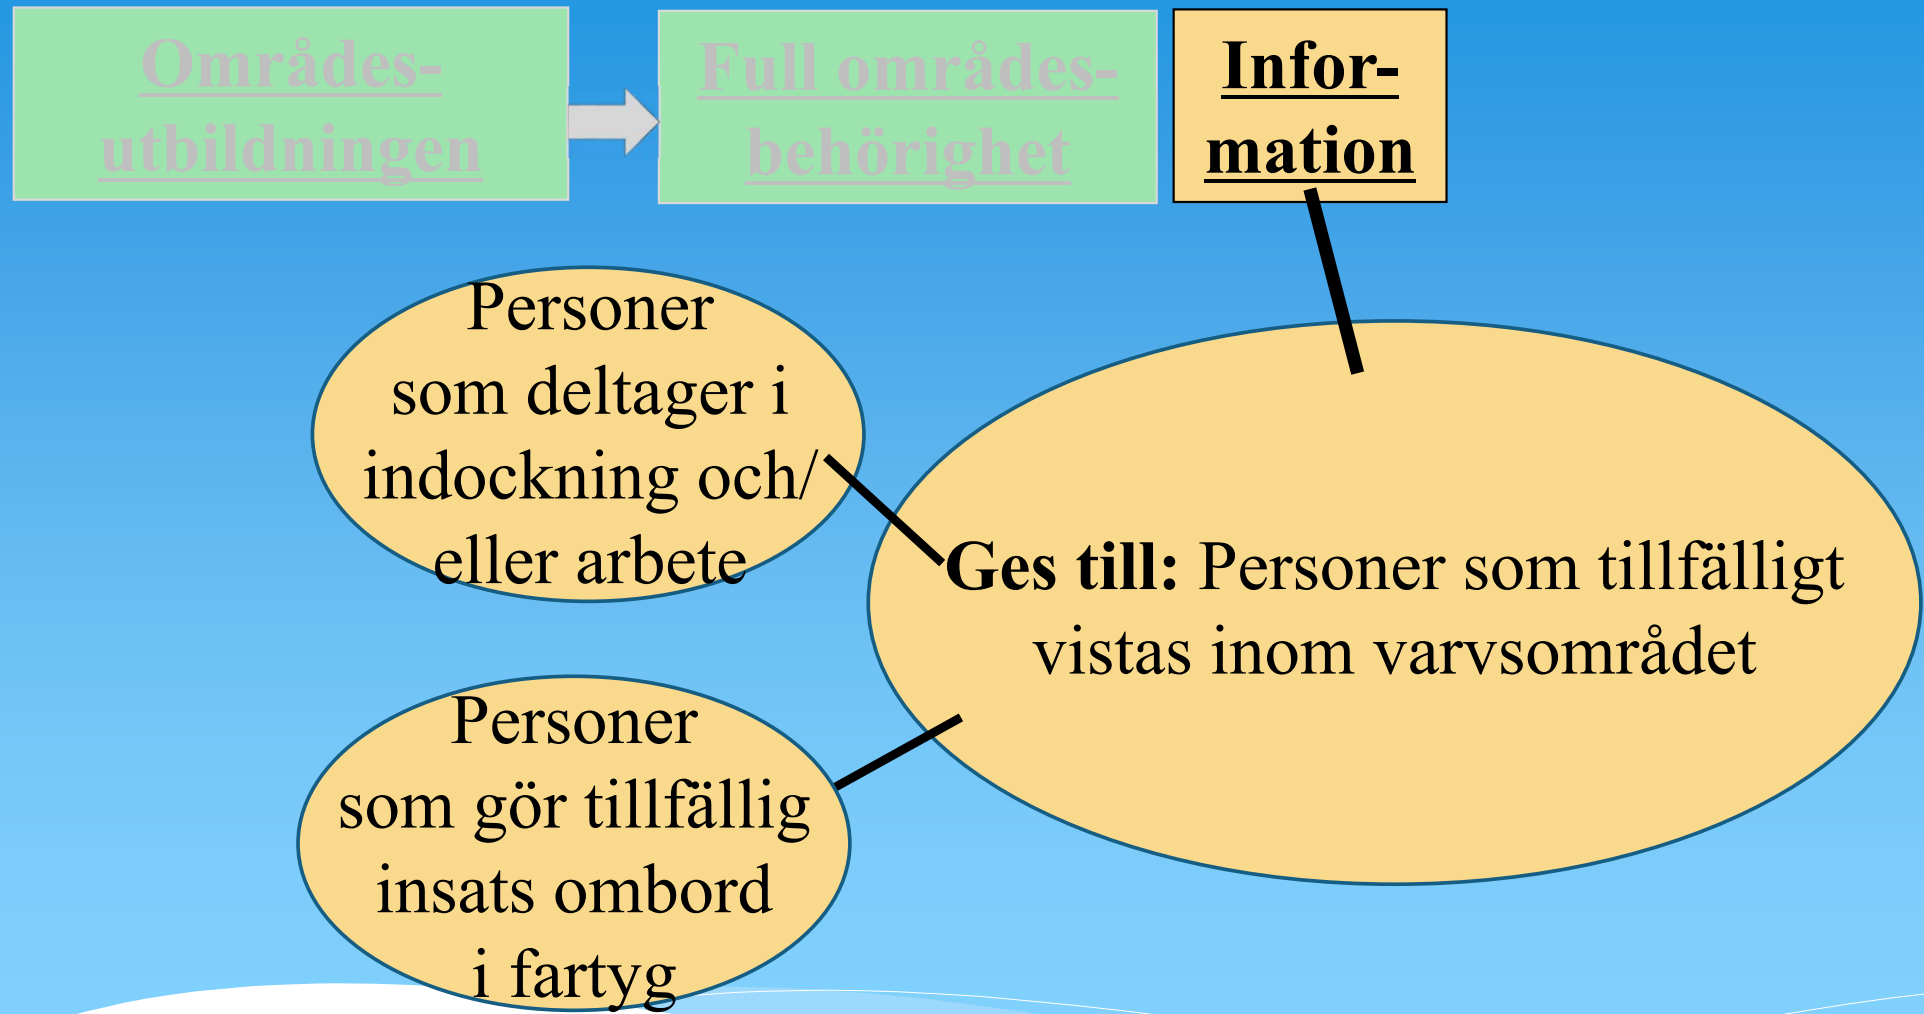 Områdes-
utbildningen
Full områdes-
behörighet
Infor-
mation
Personer
som deltager i
indockning och/
eller arbete
Ges till: Personer som tillfälligt
vistas inom varvsområdet
Personer
som gör tillfällig
insats ombord
i fartyg